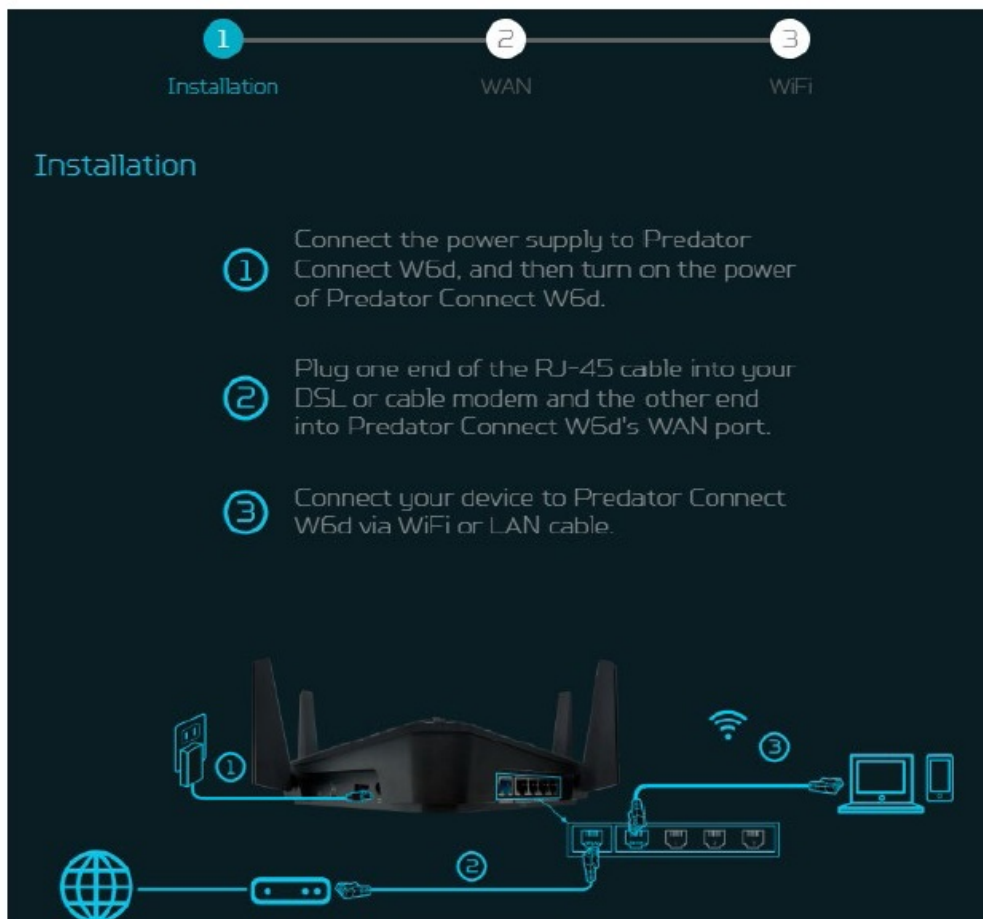 1
2
3
Installation
WAN
WiFi
Installation
1
Connect the power supply to Predator
Connect W6d, and then turn on the power
of Predator Connect W6d.
2
Plug one end of the RJ-45 cable into your
DSL or cable modem and the other end
into Predator Connect W6d's WAN port.
3
Connect your device to Predator Connect
W6d via WiFi or LAN cable.
1
3
2